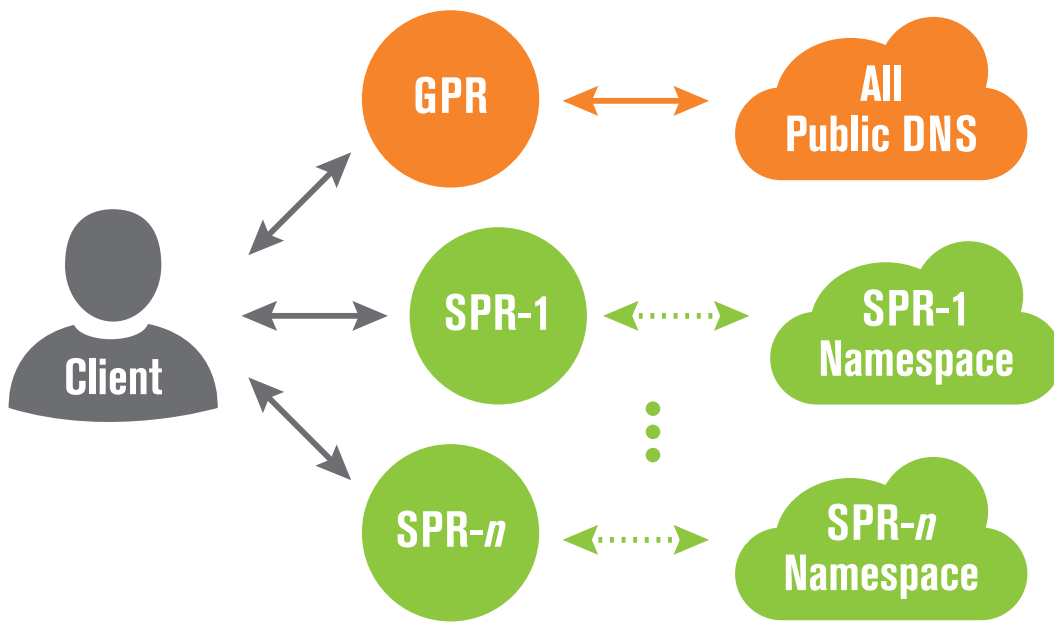 GPR
All
Public DNS
Client
SPR-1
SPR-1
Namespace
SPR-n
SPR-n
Namespace